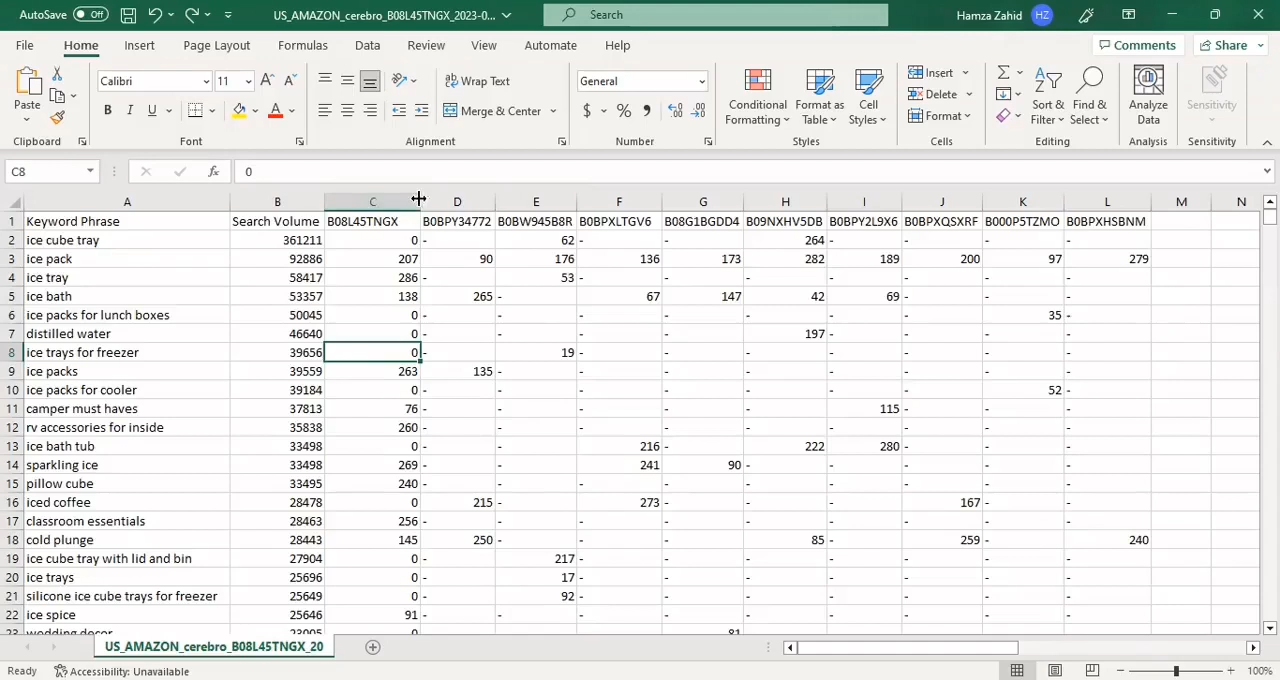 AutoSave Off US_AMAZON_cerebro_B08L45TNGX_2023-0... Search Hamza Zahid HZ
File Home Insert Page Layout Formulas Data Review View Automate Help Comments Share
Paste Calibri 11 Wrap Text General Conditional Formatting Format as Table Cell Styles Insert Sort & Filter Find & Select Analyze Data Sensitivity
B I U Merge & Center $ % Delete
Format
Clipboard Font Alignment Number Styles Cells Editing Analysis Sensitivity
C8 fx 0
A B C D E F G H I J K L M N
1 Keyword Phrase Search Volume B08L45TNGX B0BPY34772 B0BW945B8R B0BPXLTGV6 B08G1BGDD4 B09NXHV5DB B0BPY2L9X6 B0BPXQSXRF B000P5TZMO B0BPXHSBNM
2 ice cube tray 361211 0 - 62 - - 264 - - - -
3 ice pack 92886 207 90 176 136 173 282 189 200 97 279
4 ice tray 58417 286 - 53 - - - - - - -
5 ice bath 53357 138 265 - 67 147 42 69 - - -
6 ice packs for lunch boxes 50045 0 - - - - - - - 35 -
7 distilled water 46640 0 - - - - 197 - - - -
8 ice trays for freezer 39656 0 - 19 - - - - - - -
9 ice packs 39559 263 135 - - - - - - - -
10 ice packs for cooler 39184 0 - - - - - - - 52 -
11 camper must haves 37813 76 - - - - - 115 - - -
12 rv accessories for inside 35838 260 - - - - - - - - -
13 ice bath tub 33498 0 - - 216 - 222 280 - - -
14 sparkling ice 33498 269 - - 241 90 - - - - -
15 pillow cube 33495 240 - - - - - - - - -
16 iced coffee 28478 0 215 - 273 - - - 167 - -
17 classroom essentials 28463 256 - - - - - - - - -
18 cold plunge 28443 145 250 - - - 85 - 259 - 240
19 ice cube tray with lid and bin 27904 0 - 217 - - - - - - -
20 ice trays 25696 0 - 17 - - - - - - -
21 silicone ice cube trays for freezer 25649 0 - 92 - - - - - - -
22 ice spice 25646 91 - - - - - - - - -
23 wedding decor 23005 0 - - - 81 - - - - -
US_AMAZON_cerebro_B08L45TNGX_20
Ready Accessibility: Unavailable 100%